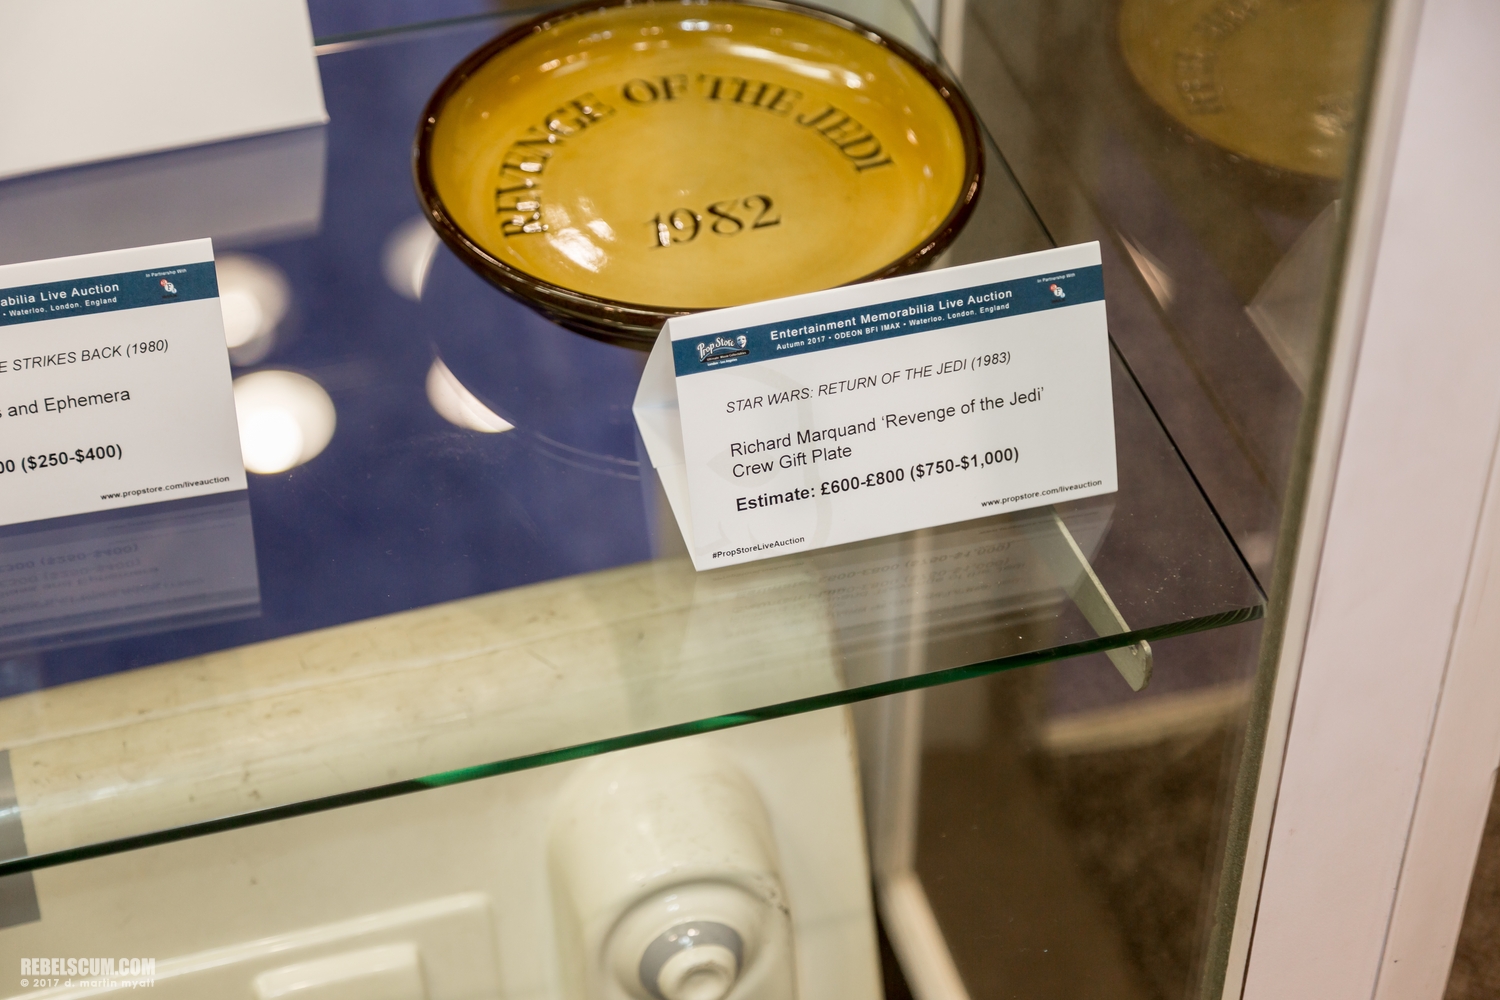 REVENGE OF THE JEDI
1982
abilia Live Auction
• Waterloo, London, England
In Partnership With
E STRIKES BACK (1980)
s and Ephemera
00 ($250-$400)
www.propstore.com/liveauction
Prop Store
Entertainment Memorabilia Live Auction
Autumn 2017 • ODEON BFI IMAX • Waterloo, London, England
In Partnership With
STAR WARS: RETURN OF THE JEDI (1983)
Richard Marquand ‘Revenge of the Jedi’
Crew Gift Plate
Estimate: £600-£800 ($750-$1,000)
#PropStoreLiveAuction
www.propstore.com/liveauction
REBELSCUM.COM
© 2017 d. martin myatt